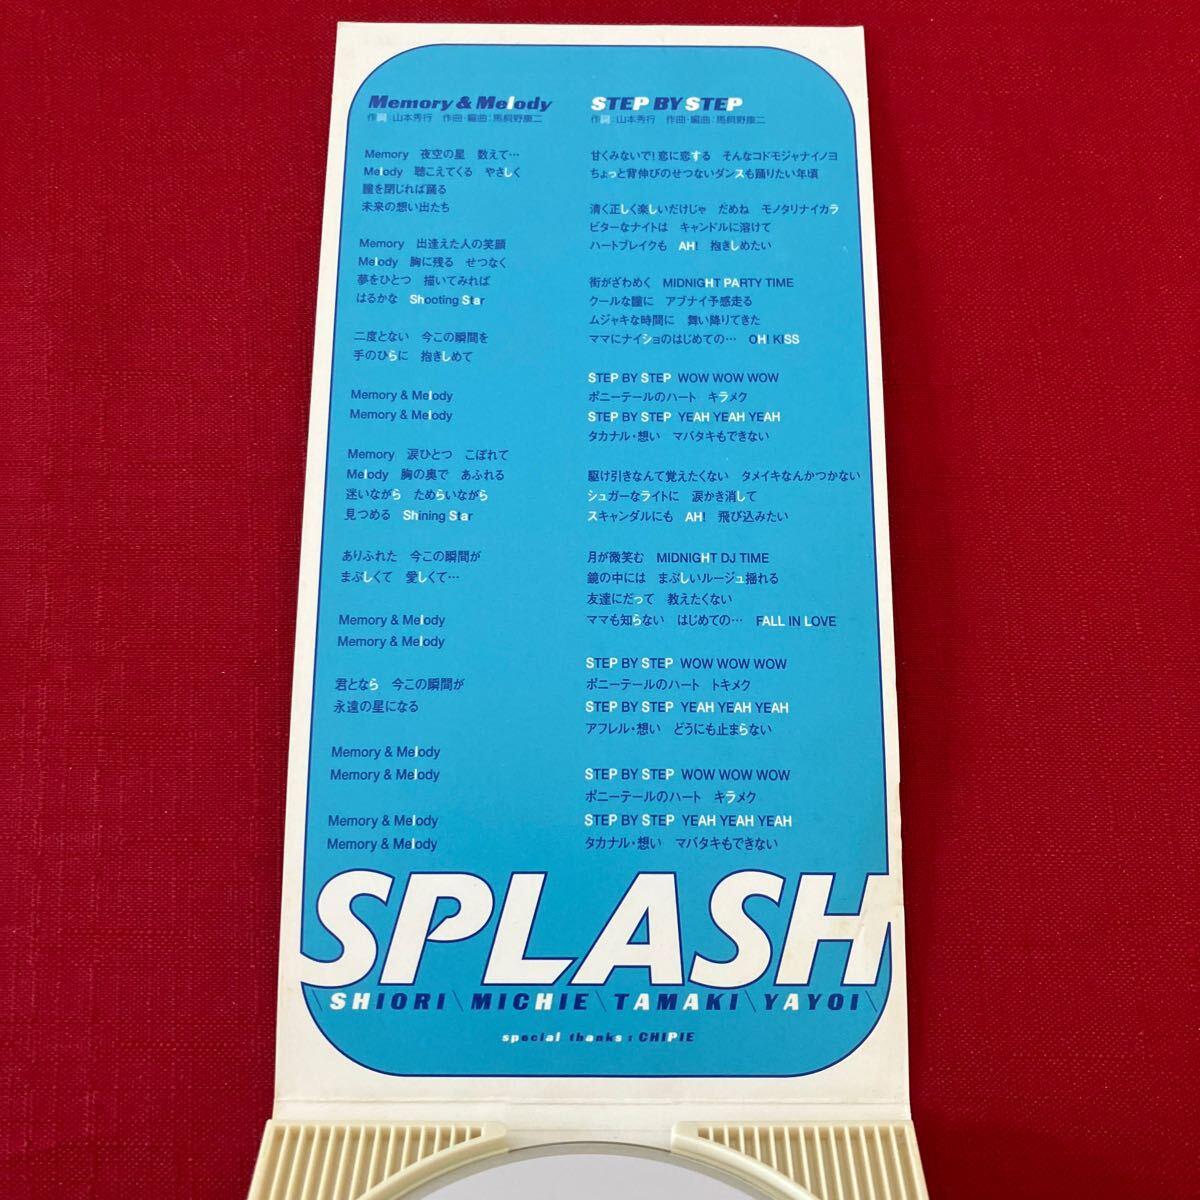 Memory & Melody
作詞:山本秀行 作曲・編曲:馬飼野康二
Memory 夜空の星 数えて…
Melody 聴こえてくる やさしく
瞳を閉じれば踊る
未来の想い出たち
Memory 出逢えた人の笑顔
Melody 胸に残る せつなく
夢をひとつ 描いてみれば
はるかな Shooting Star
二度とない 今この瞬間を
手のひらに 抱きしめて
Memory & Melody
Memory & Melody
Memory 涙ひとつ こぼれて
Melody 胸の奥で あふれる
迷いながら ためらいながら
見つめる Shining Star
ありふれた 今この瞬間が
まぶしくて 愛しくて…
Memory & Melody
Memory & Melody
君となら 今この瞬間が
永遠の星になる
Memory & Melody
Memory & Melody
Memory & Melody
Memory & Melody
STEP BY STEP
作詞:山本秀行 作曲・編曲:馬飼野康二
甘くみないで!恋に恋する そんなコドモジャナイノヨ
ちょっと背伸びのせつないダンスも踊りたい年頃
清く正しく楽しいだけじゃ だめね モノタリナイカラ
ビターなナイトは キャンドルに溶けて
ハートブレイクも AH! 抱きしめたい
街がざわめく MIDNIGHT PARTY TIME
クールな瞳に アブナイ予感走る
ムジャキな時間に 舞い降りてきた
ママにナイショのはじめての… OH! KISS
STEP BY STEP WOW WOW WOW
ポニーテールのハート キラメク
STEP BY STEP YEAH YEAH YEAH
タカナル・想い マバタキもできない
駆け引きなんて覚えたくない タメイキなんかつかない
シュガーなライトに 涙かき消して
スキャンダルにも AH! 飛び込みたい
月が微笑む MIDNIGHT DJ TIME
鏡の中には まぶしいルージュ揺れる
友達にだって 教えたくない
ママも知らない はじめての… FALL IN LOVE
STEP BY STEP WOW WOW WOW
ポニーテールのハート トキメク
STEP BY STEP YEAH YEAH YEAH
アフレル・想い どうにも止まらない
STEP BY STEP WOW WOW WOW
ポニーテールのハート キラメク
STEP BY STEP YEAH YEAH YEAH
タカナル・想い マバタキもできない
SPLASH
\SHIORI\MICHIE\TAMAKI\YAYOI\
special thanks : CHIPIE